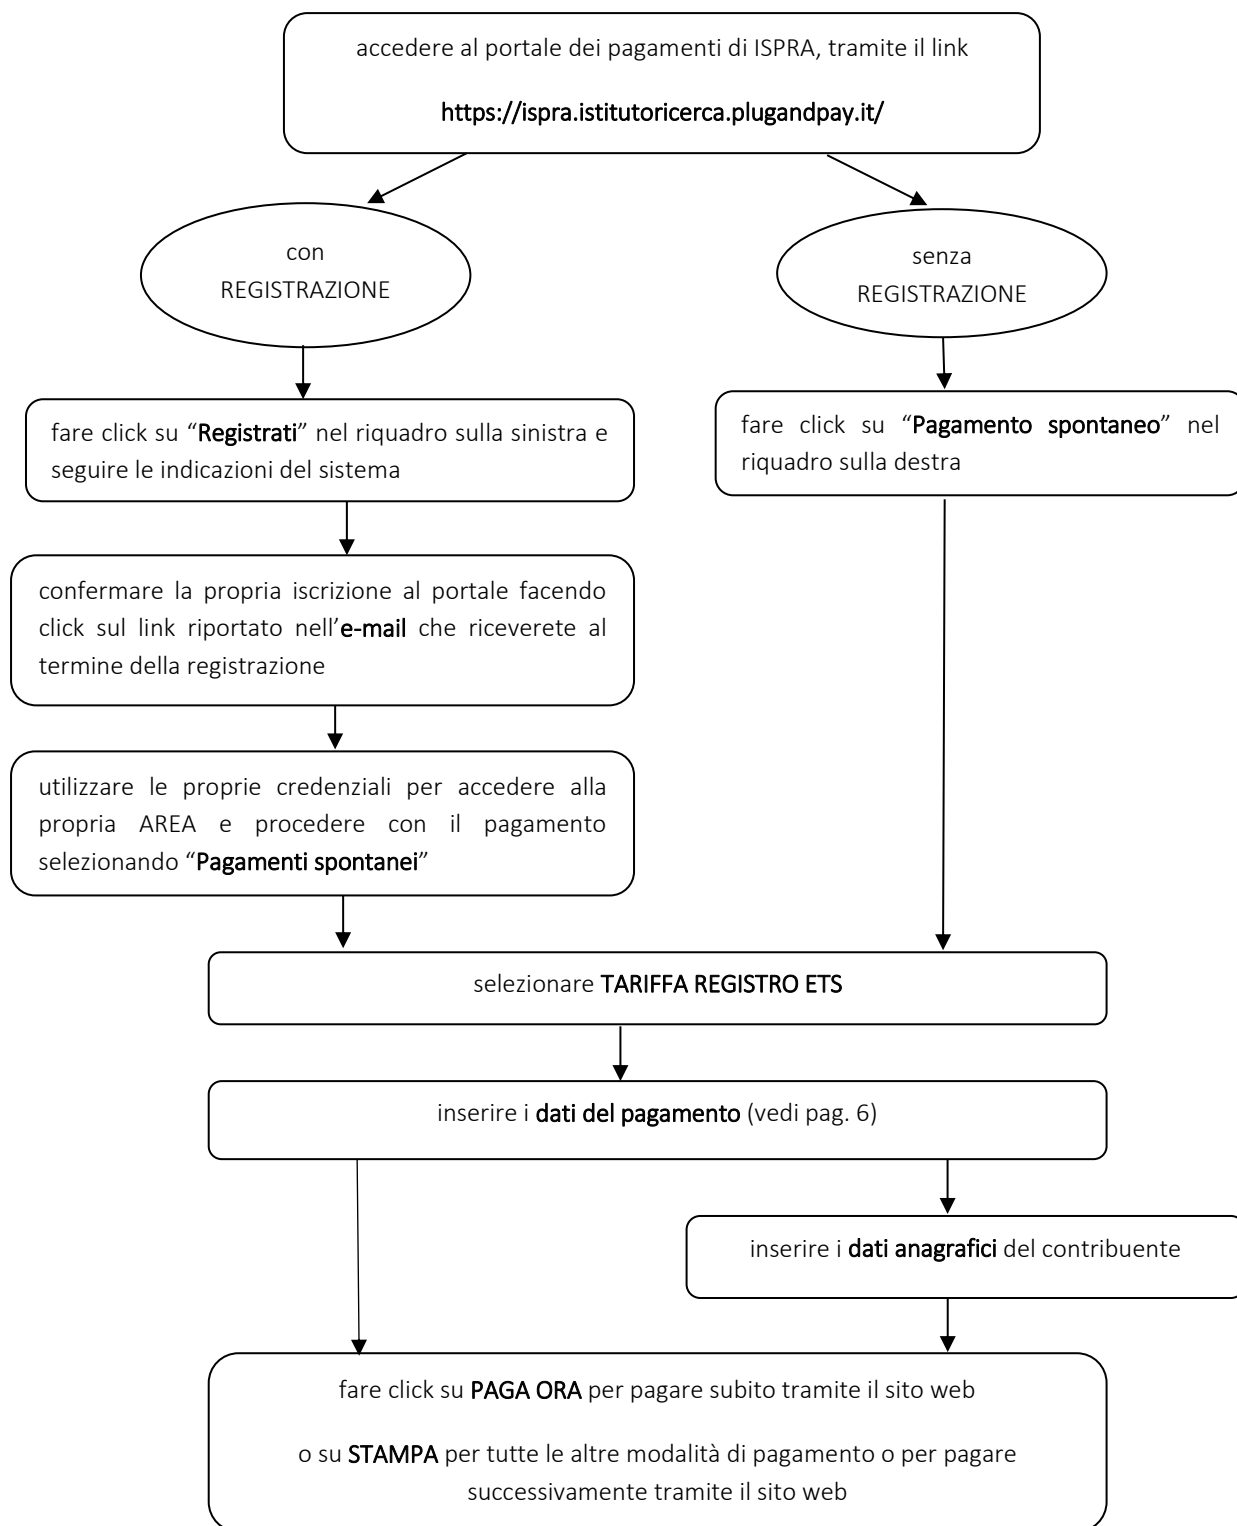 accedere al portale dei pagamenti di ISPRA, tramite il link
https://ispra.istitutoricerca.plugandpay.it/
con
REGISTRAZIONE
senza
REGISTRAZIONE
fare click su “Registrati” nel riquadro sulla sinistra e
seguire le indicazioni del sistema
fare click su “Pagamento spontaneo” nel
riquadro sulla destra
confermare la propria iscrizione al portale facendo
click sul link riportato nell’e-mail che riceverete al
termine della registrazione
utilizzare le proprie credenziali per accedere alla
propria AREA e procedere con il pagamento
selezionando “Pagamenti spontanei”
selezionare TARIFFA REGISTRO ETS
inserire i dati del pagamento (vedi pag. 6)
inserire i dati anagrafici del contribuente
fare click su PAGA ORA per pagare subito tramite il sito web
o su STAMPA per tutte le altre modalità di pagamento o per pagare
successivamente tramite il sito web